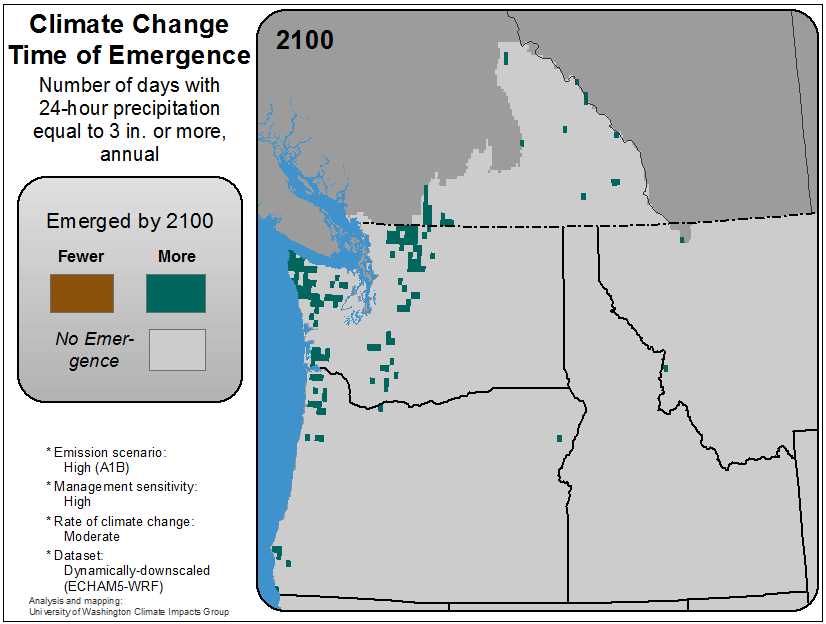 Climate Change
Time of Emergence
Number of days with
24-hour precipitation
equal to 3 in. or more,
annual
2100
Emerged by 2100
Fewer
More
No Emer-
gence
* Emission scenario:
High (A1B)
* Management sensitivity:
High
* Rate of climate change:
Moderate
* Dataset:
Dynamically-downscaled
(ECHAM5-WRF)
Analysis and mapping:
University of Washington Climate Impacts Group